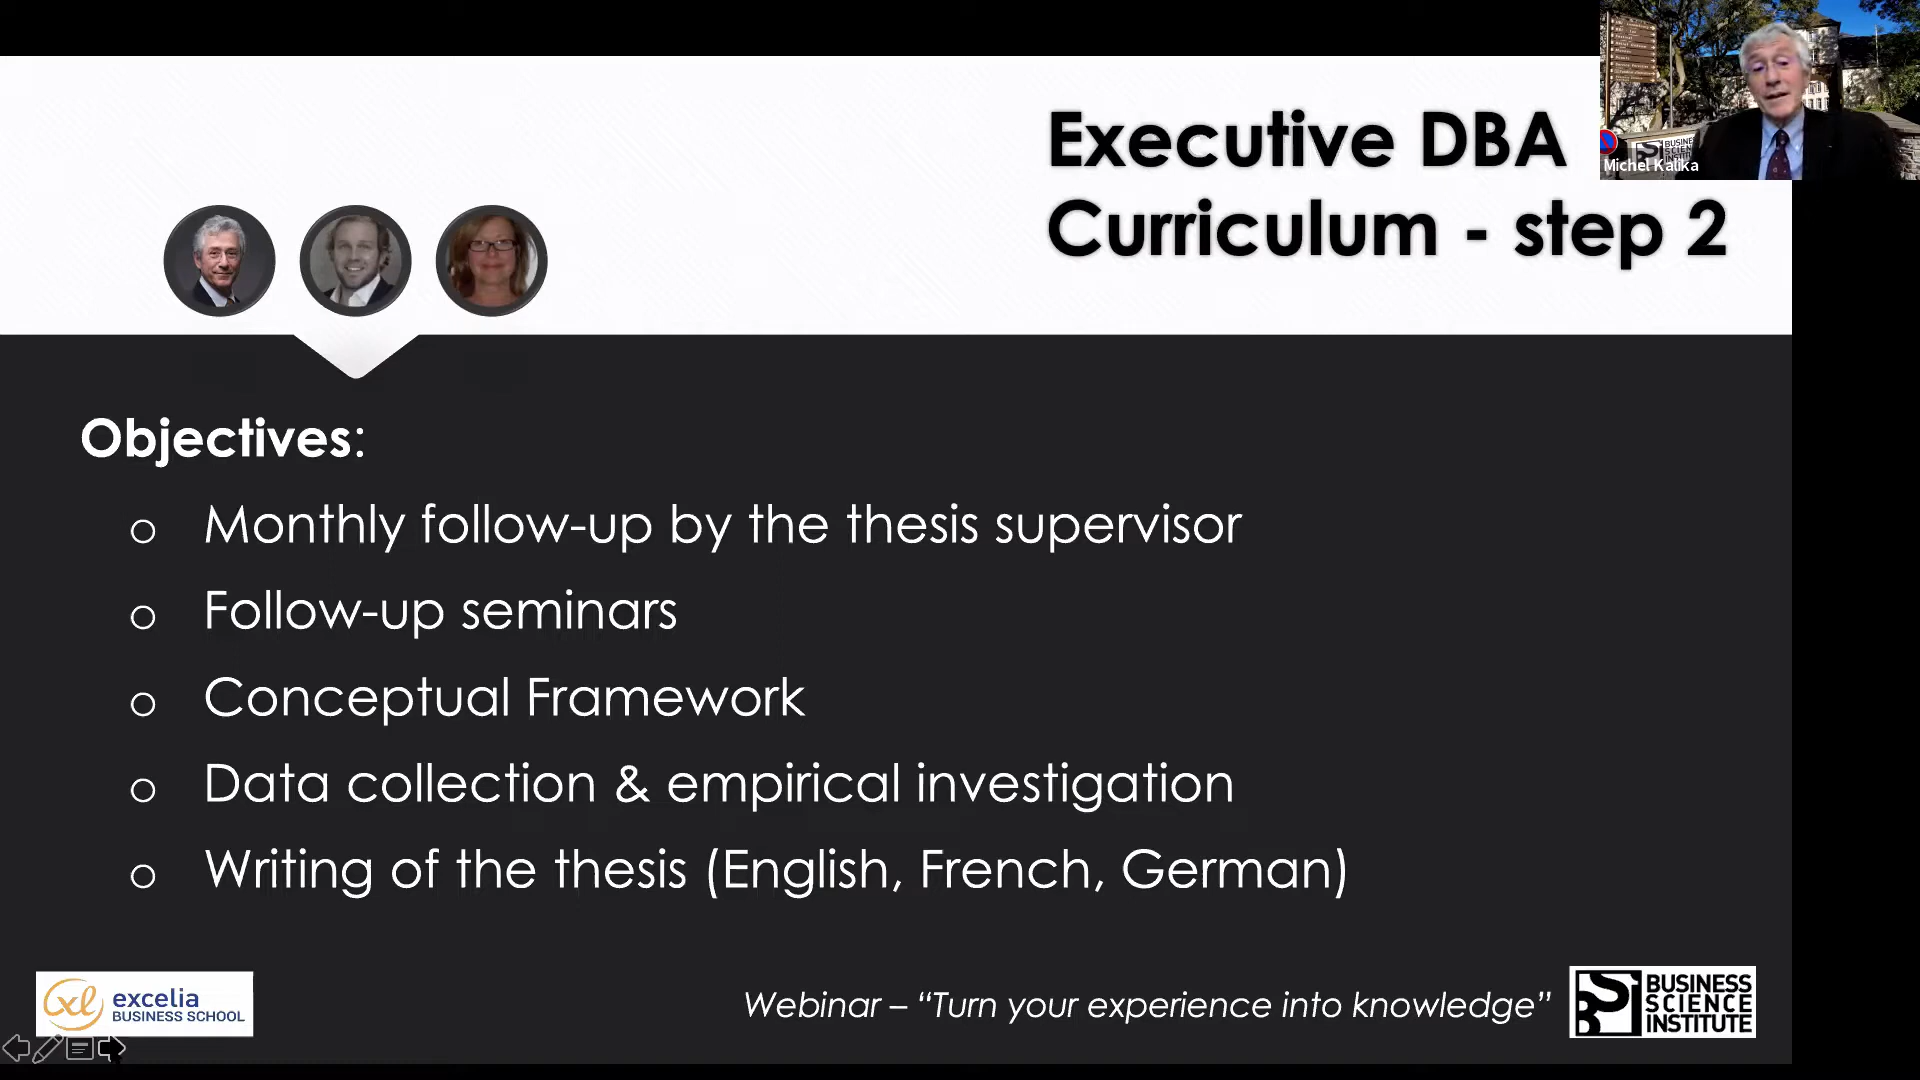 Executive DBA
Curriculum - step 2
Michel Kalika
Objectives:
o Monthly follow-up by the thesis supervisor
o Follow-up seminars
o Conceptual Framework
o Data collection & empirical investigation
o Writing of the thesis (English, French, German)
excelia
BUSINESS SCHOOL
Webinar – “Turn your experience into knowledge”
BUSINESS
SCIENCE
INSTITUTE